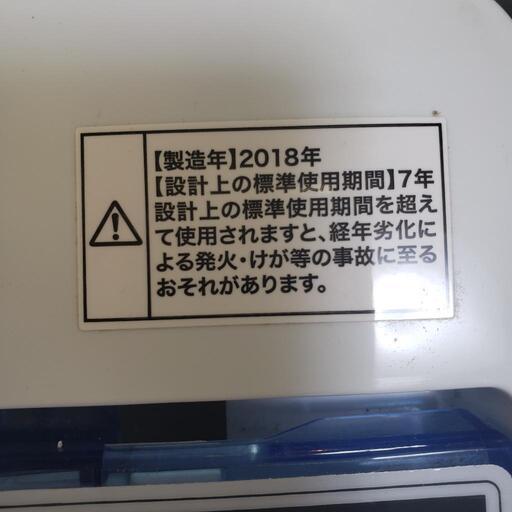 【製造年】2018年
【設計上の標準使用期間】7年
設計上の標準使用期間を超え
て使用されますと、経年劣化に
よる発火・けが等の事故に至る
おそれがあります。